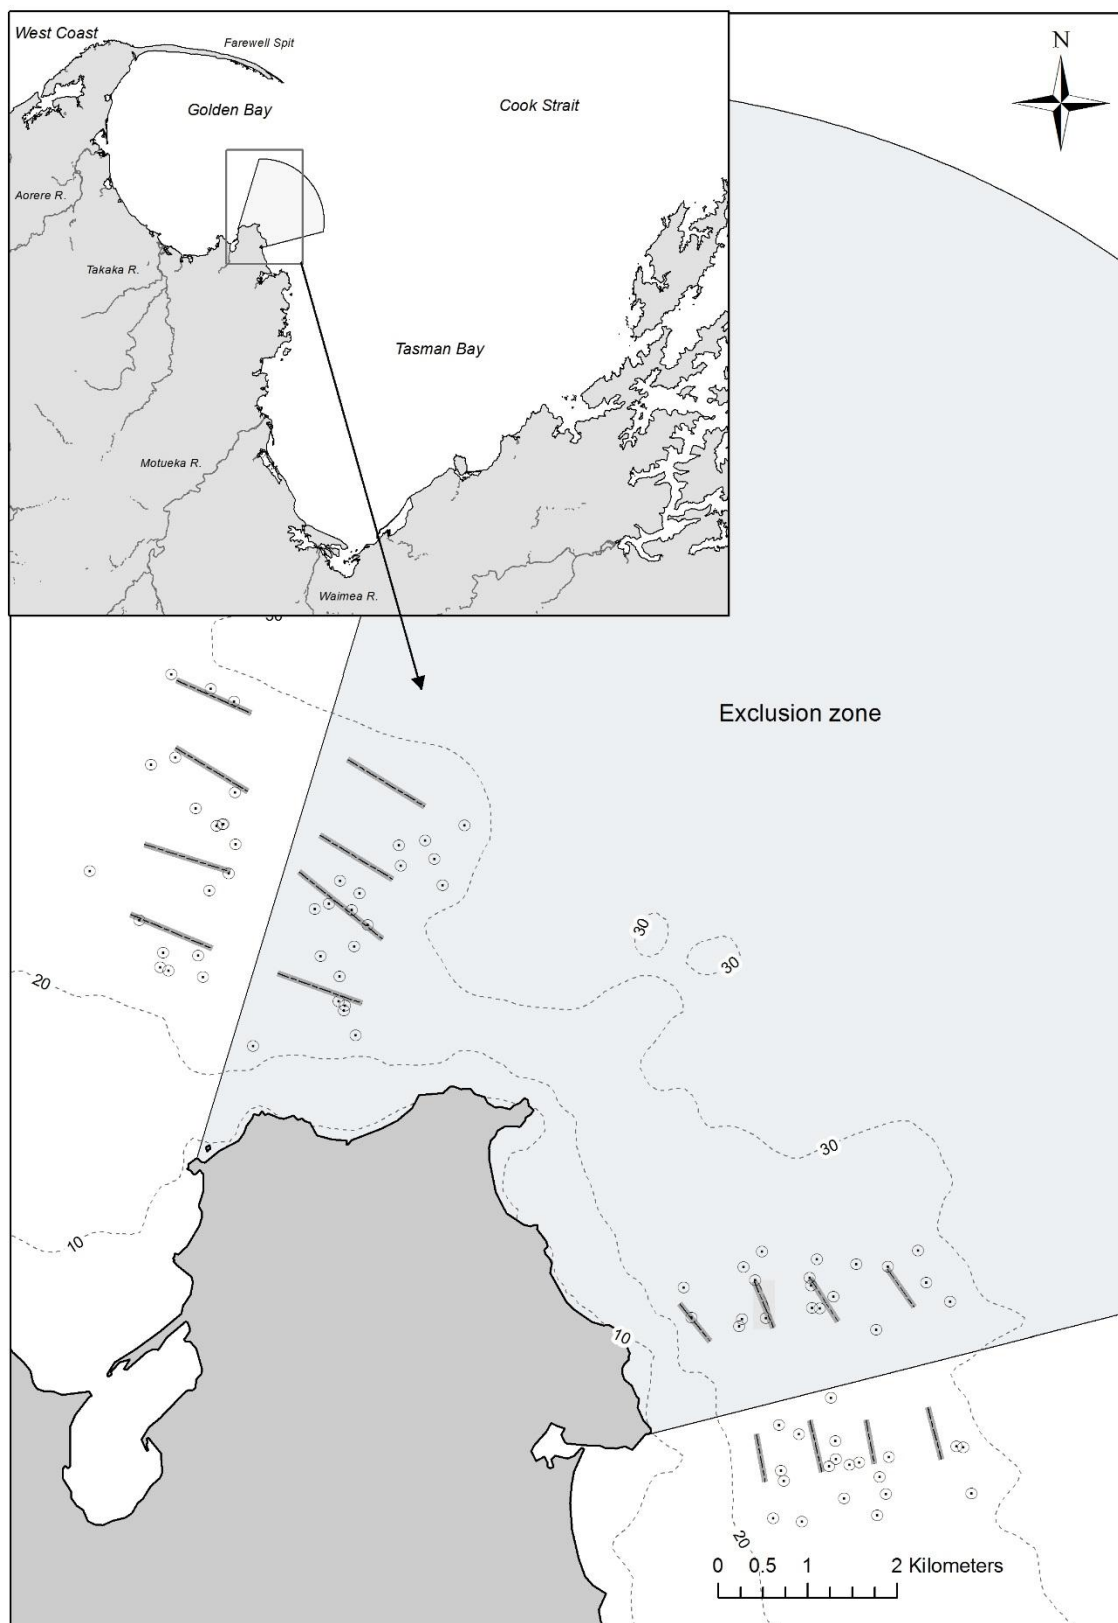 West Coast
Farewell Spit
N
Golden Bay
Cook Strait
Aorere R.
Takaka R.
Tasman Bay
Motueka R.
Waimea R.
Exclusion zone
20
30
30
30
10
10
20
0 0.5 1 2 Kilometers